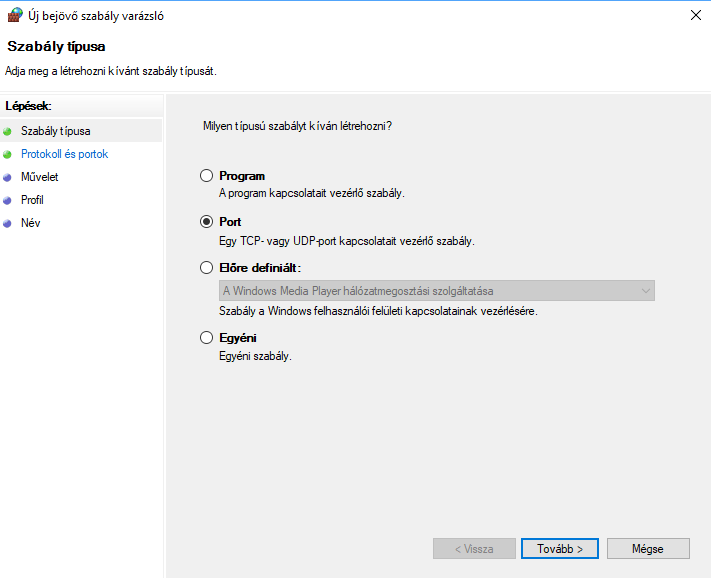 Új bejövő szabály varázsló
Szabály típusa
Adja meg a létrehozni kívánt szabály típusát.
Lépések:
Szabály típusa
Protokoll és portok
Művelet
Profil
Név
Milyen típusú szabályt kíván létrehozni?
Program
A program kapcsolatait vezérlő szabály.
Port
Egy TCP- vagy UDP-port kapcsolatait vezérlő szabály.
Előre definiált:
A Windows Media Player hálózatmegosztási szolgáltatása
Szabály a Windows felhasználói felületi kapcsolatainak vezérlésére.
Egyéni
Egyéni szabály.
< Vissza
Tovább >
Mégse